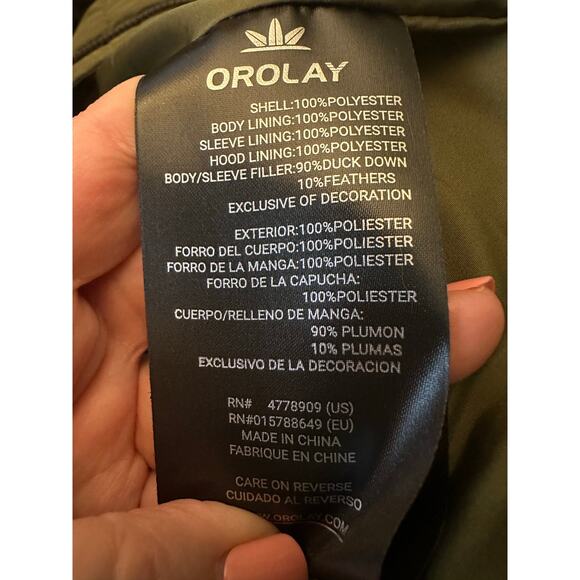 OROLAY
SHELL:100%POLYESTER
BODY LINING:100%POLYESTER
SLEEVE LINING:100%POLYESTER
HOOD LINING:100%POLYESTER
BODY/SLEEVE FILLER:90%DUCK DOWN
10%FEATHERS
EXCLUSIVE OF DECORATION
EXTERIOR:100%POLIESTER
FORRO DEL CUERPO:100%POLIESTER
FORRO DE LA MANGA:100%POLIESTER
FORRO DE LA CAPUCHA:
100%POLIESTER
CUERPO/RELLENO DE MANGA:
90% PLUMON
10% PLUMAS
EXCLUSIVO DE LA DECORACION
RN# 4778909 (US)
RN#015788649 (EU)
MADE IN CHINA
FABRIQUE EN CHINE
CARE ON REVERSE
CUIDADO AL REVERSO
OROLAY.COM